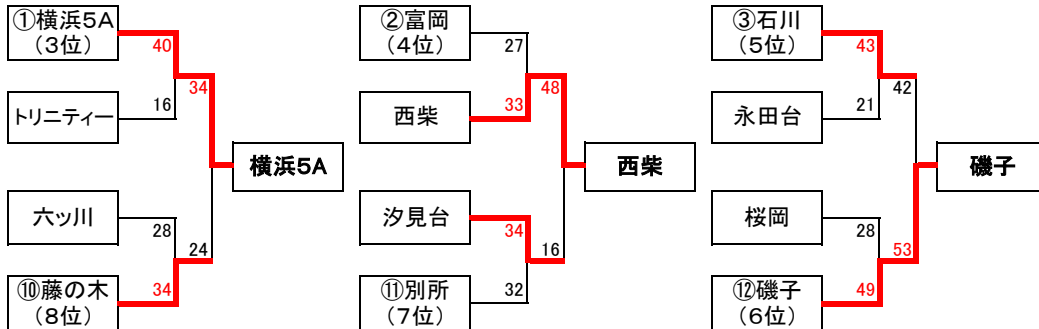 ①横浜5A
(3位)
40
34
トリニティー
16
横浜5A
六ッ川
28
24
⑩藤の木
(8位)
34
②富岡
(4位)
27
48
西柴
33
西柴
汐見台
34
16
⑪別所
(7位)
32
③石川
(5位)
43
42
永田台
21
磯子
桜岡
28
53
⑫磯子
(6位)
49